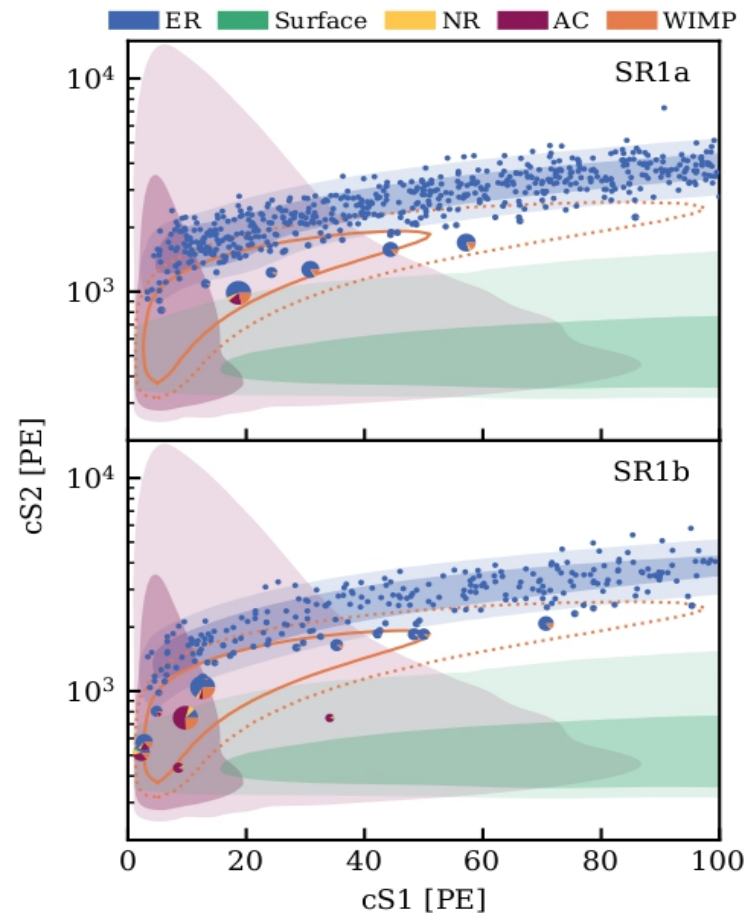 ER Surface NR AC WIMP
SR1a
10⁴
10³
cS2 [PE]
SR1b
10⁴
10³
0 20 40 60 80 100
cS1 [PE]